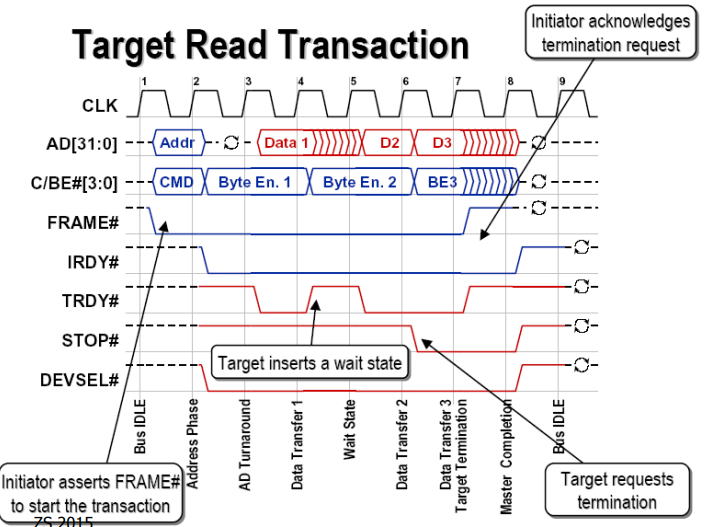 Target Read Transaction
Initiator acknowledges
termination request
1 2 3 4 5 6 7 8 9
CLK
AD[31:0] Addr Data 1 D2 D3
C/BE#[3:0] CMD Byte En. 1 Byte En. 2 BE3
FRAME#
IRDY#
TRDY#
STOP#
Target inserts a wait state
DEVSEL#
Bus IDLE
Address Phase
AD Turnaround
Data Transfer 1
Wait State
Data Transfer 2
Data Transfer 3
Target Termination
Master Completion
Bus IDLE
Initiator asserts FRAME#
to start the transaction
Target requests
termination
ZS 2015